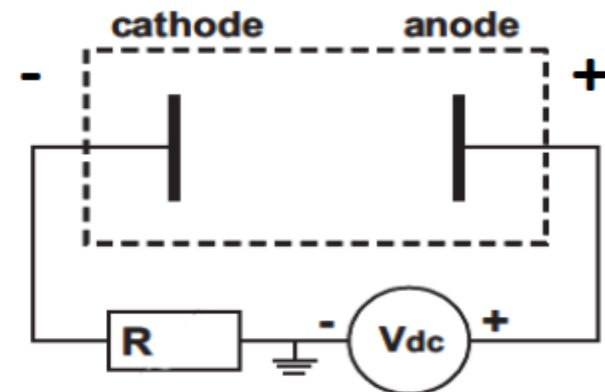 cathode anode
- +
R - Vdc +